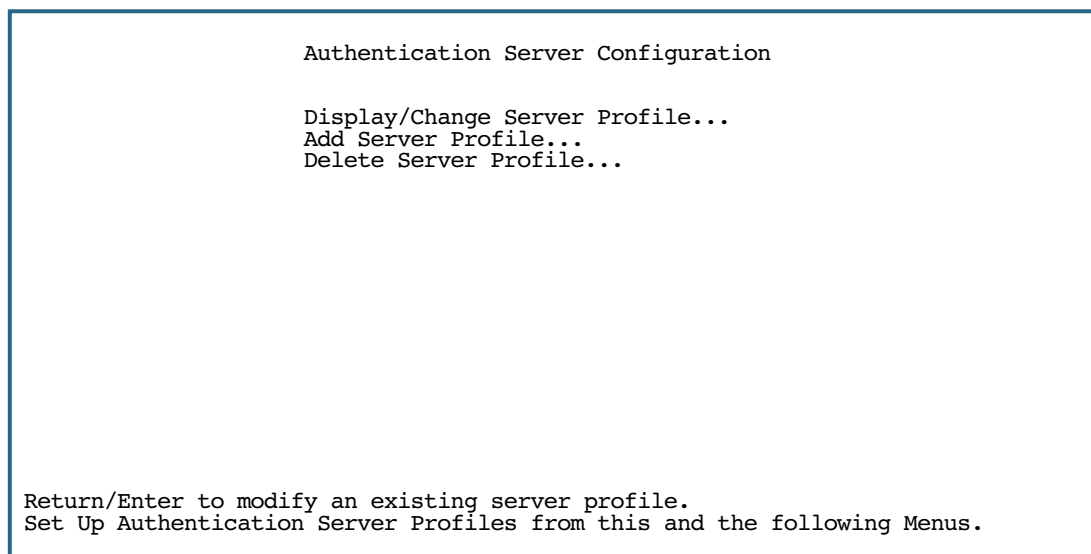 Authentication Server Configuration
Display/Change Server Profile...
Add Server Profile...
Delete Server Profile...
Return/Enter to modify an existing server profile.
Set Up Authentication Server Profiles from this and the following Menus.